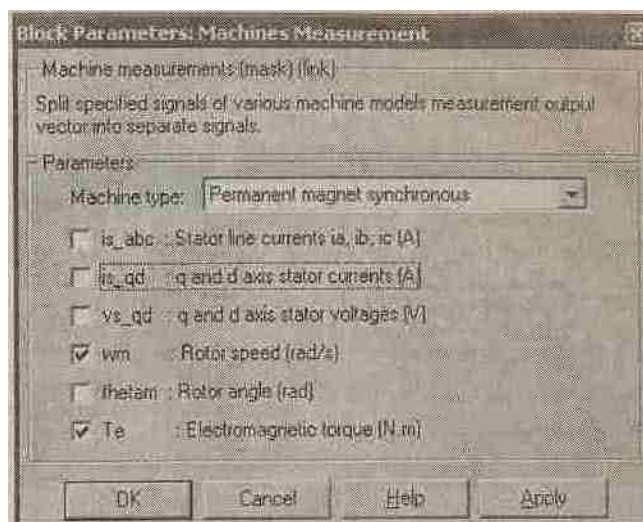 Block Parameters: Machines Measurement
Machine measurements (mask) (link)
Split specified signals of various machine models measurement output
vector into separate signals.
Parameters
Machine type: Permanent magnet synchronous
is_abc : Stator line currents ia, ib, ic (A)
is_qd : q and d axis stator currents (A)
vs_qd : q and d axis stator voltages (V)
wm : Rotor speed (rad/s)
thetam : Rotor angle (rad)
Te : Electromagnetic torque (N.m)
OK Cancel Help Apply